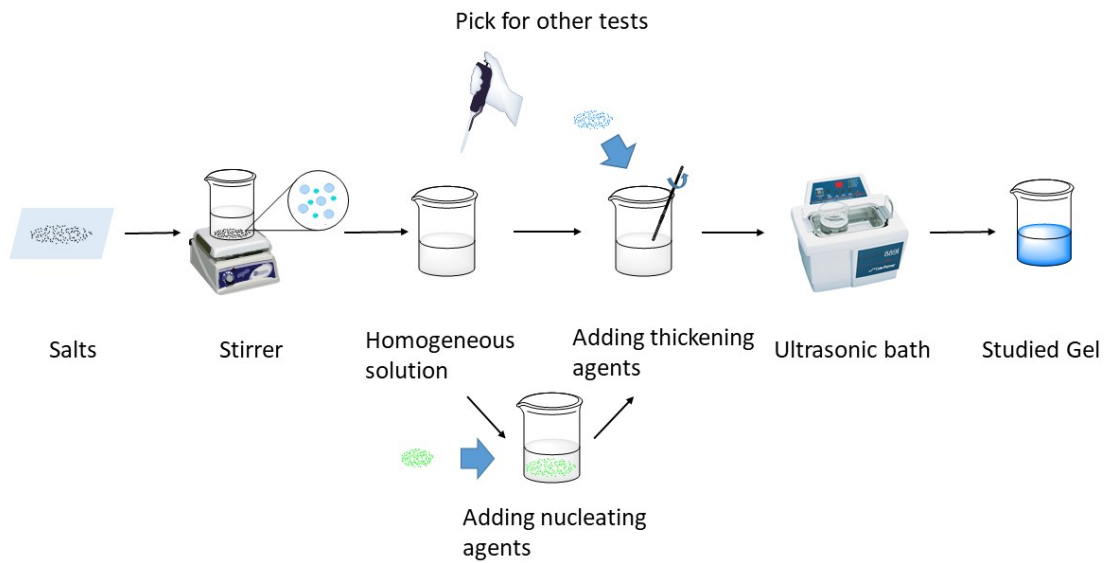 Pick for other tests
Salts
Stirrer
Homogeneous
solution
Adding thickening
agents
Ultrasonic bath
Studied Gel
Adding nucleating
agents